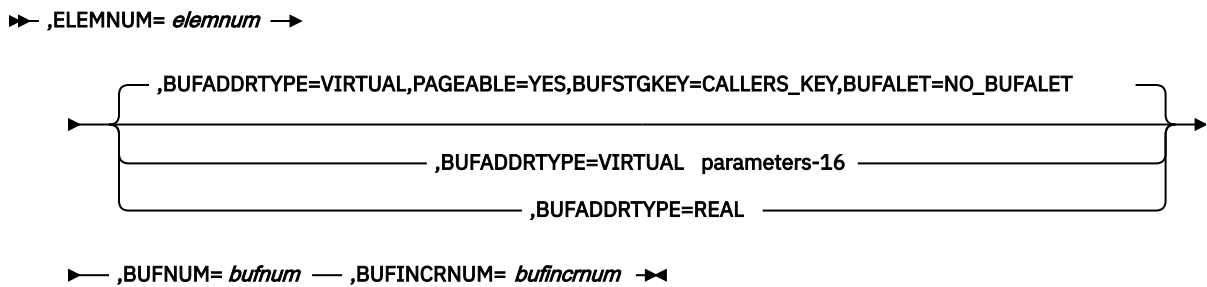 ,ELEMNUM= elemnum
,BUFADDRTYPE=VIRTUAL,PAGEABLE=YES,BUFSTGKEY=CALLERS_KEY,BUFALET=NO_BUFALET
,BUFADDRTYPE=VIRTUAL parameters-16
,BUFADDRTYPE=REAL
,BUFNUM= bufnum ,BUFINCRNUM= bufincrnum